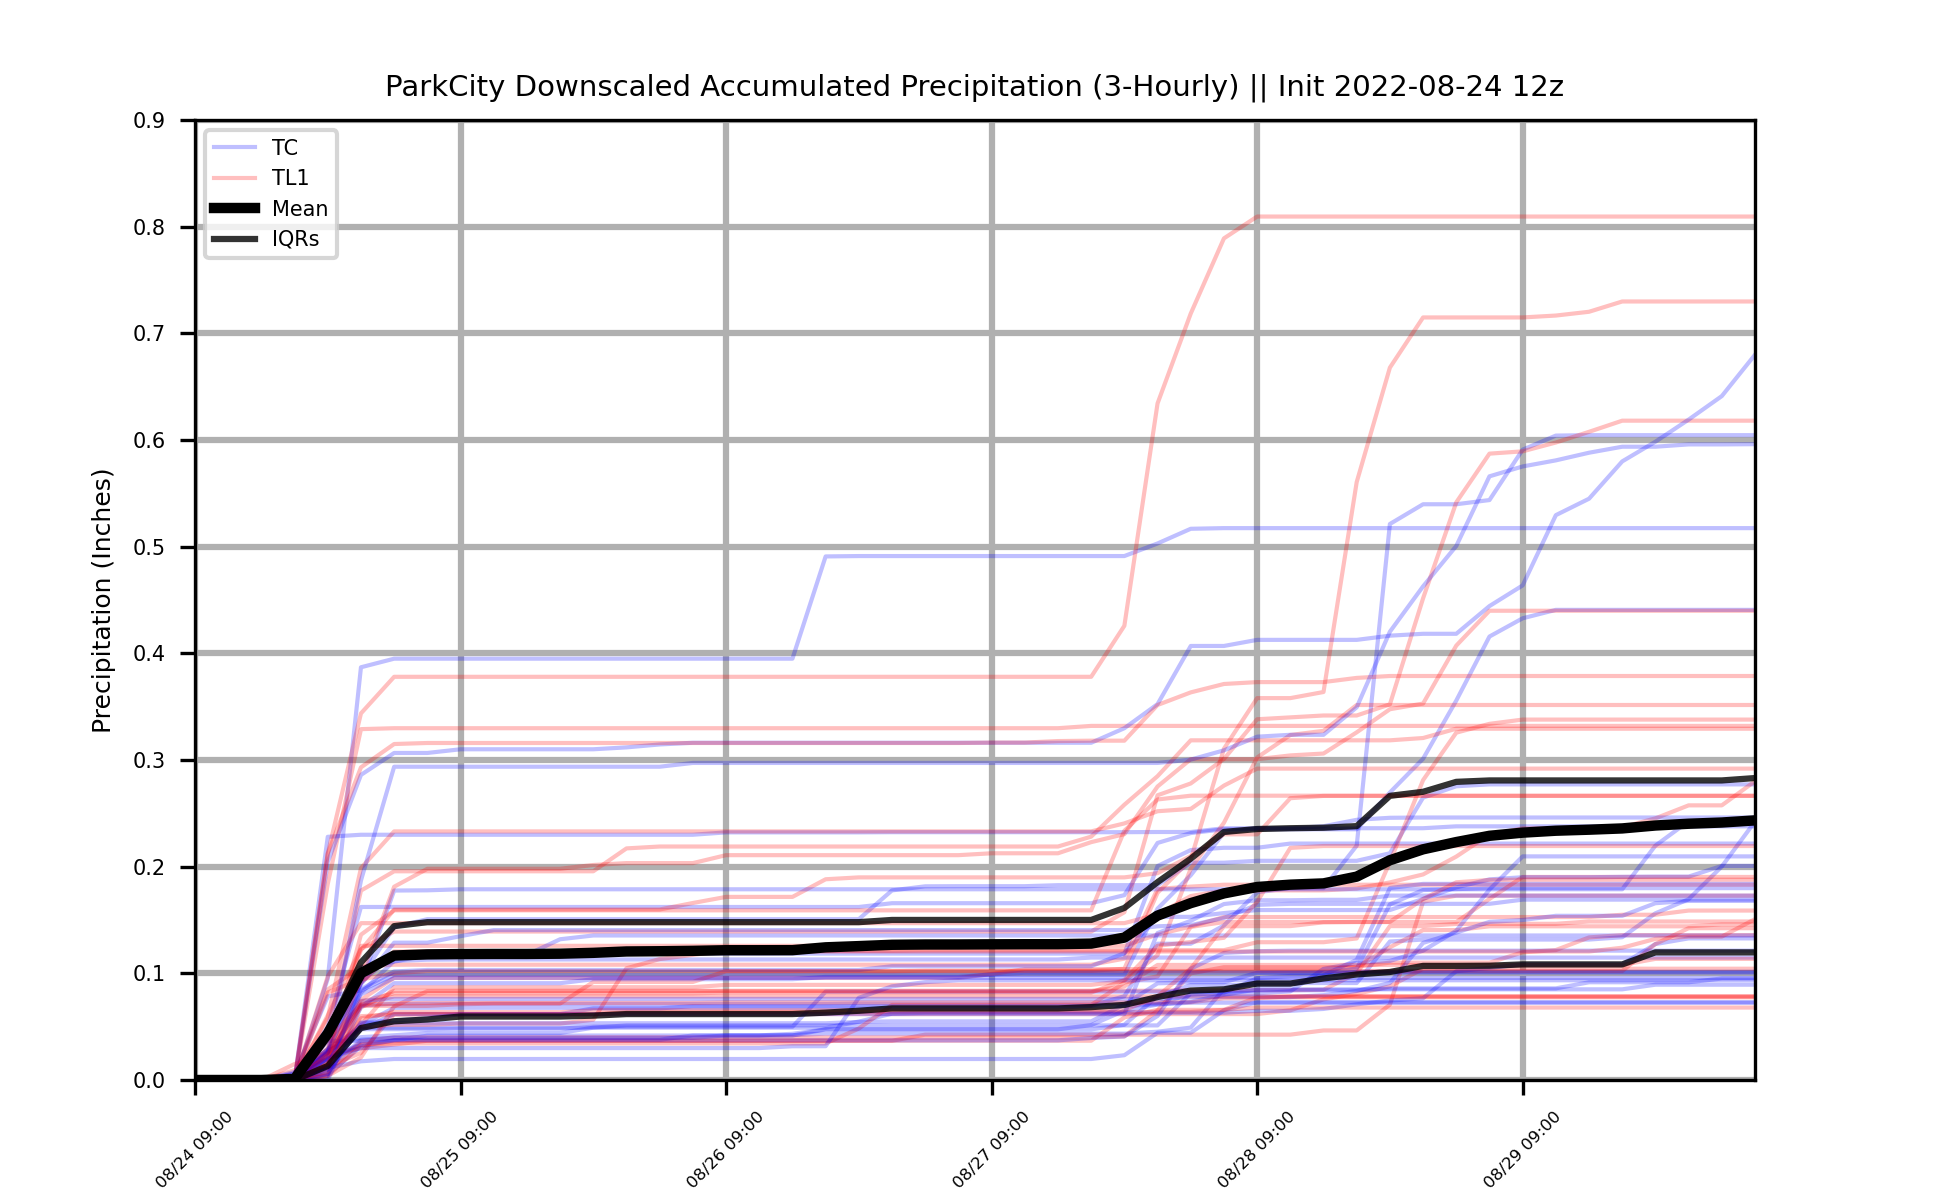 ParkCity Downscaled Accumulated Precipitation (3-Hourly) || Init 2022-08-24 12z
TC
TL1
Mean
IQRs
Precipitation (Inches)
0.9
0.8
0.7
0.6
0.5
0.4
0.3
0.2
0.1
0.0
08/24 09:00
08/25 09:00
08/26 09:00
08/27 09:00
08/28 09:00
08/29 09:00